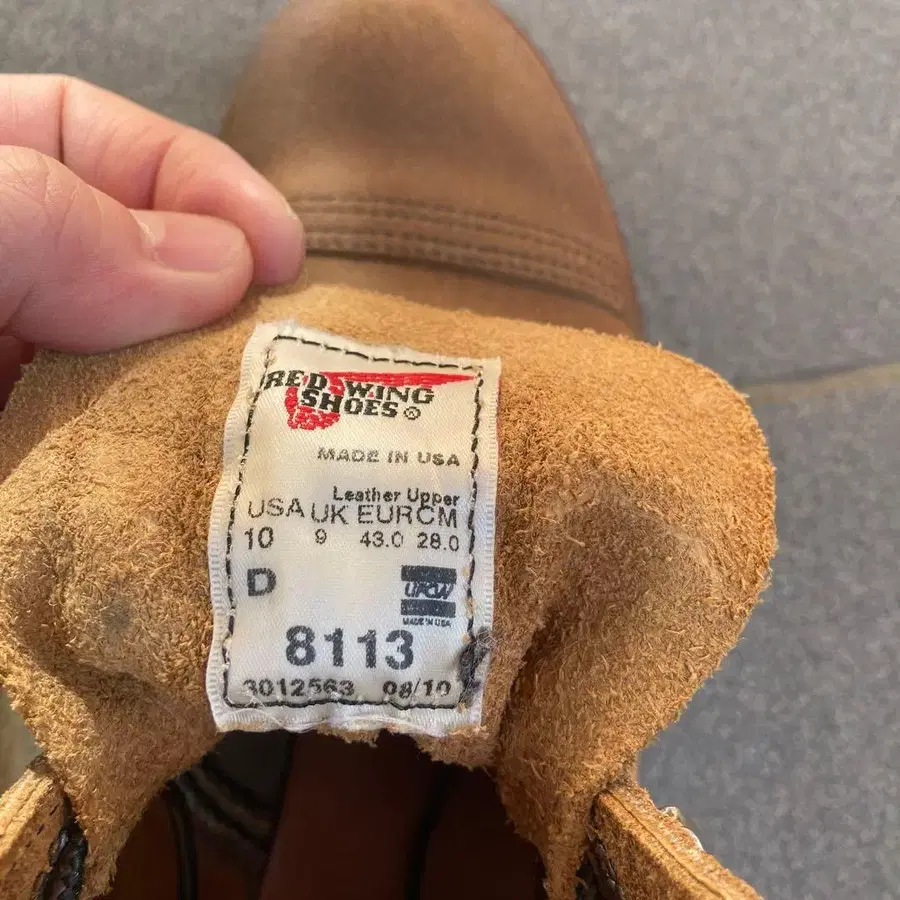 RED WING
SHOES ®
MADE IN USA
Leather Upper
USA UK EUR CM
10 9 43.0 28.0
D
UFCW
MADE IN USA
8113
3012563 08/10